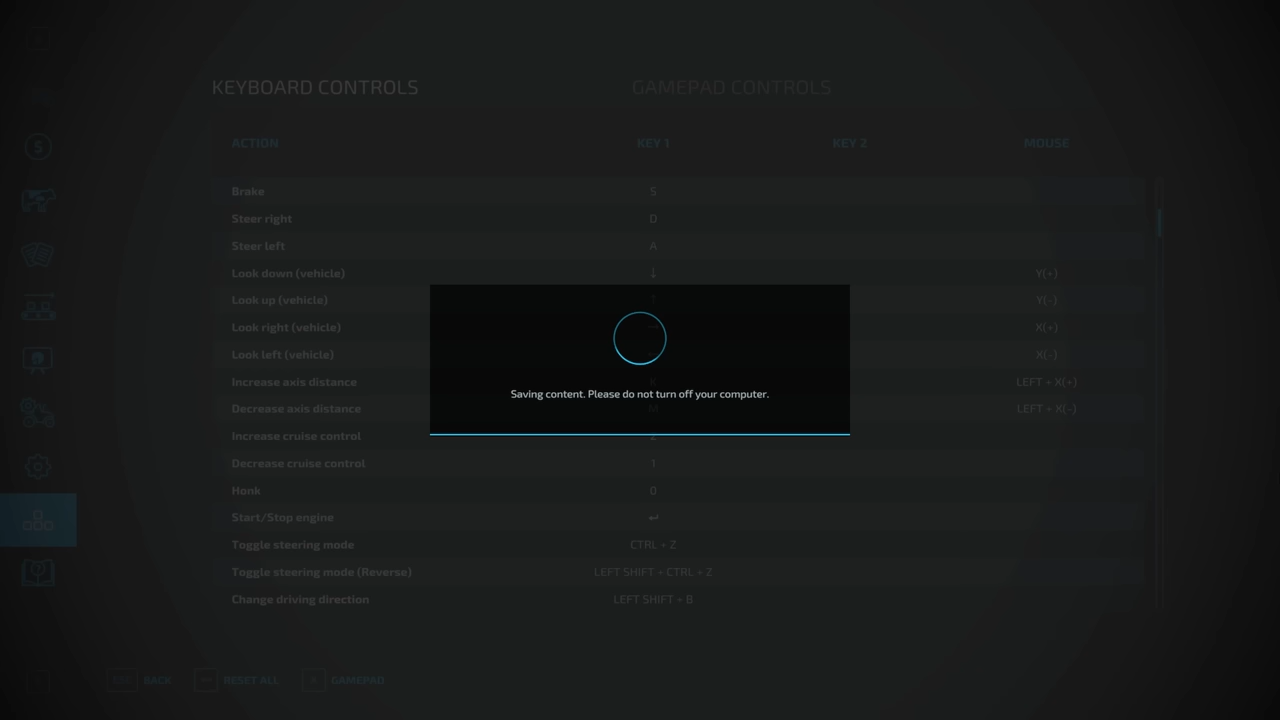 KEYBOARD CONTROLS GAMEPAD CONTROLS
ACTION KEY 1 KEY 2 MOUSE
Brake S
Steer right D
Steer left A
Look down (vehicle) ↓ Y(+)
Look up (vehicle) Y(-)
Look right (vehicle) X(+)
Look left (vehicle) X(-)
Increase axis distance K LEFT + X(+)
Decrease axis distance M LEFT + X(-)
Saving content. Please do not turn off your computer.
Increase cruise control
Decrease cruise control 1
Honk 0
Start/Stop engine ↵
Toggle steering mode CTRL + Z
Toggle steering mode (Reverse) LEFT SHIFT + CTRL + Z
Change driving direction LEFT SHIFT + B
BACK RESET ALL GAMEPAD